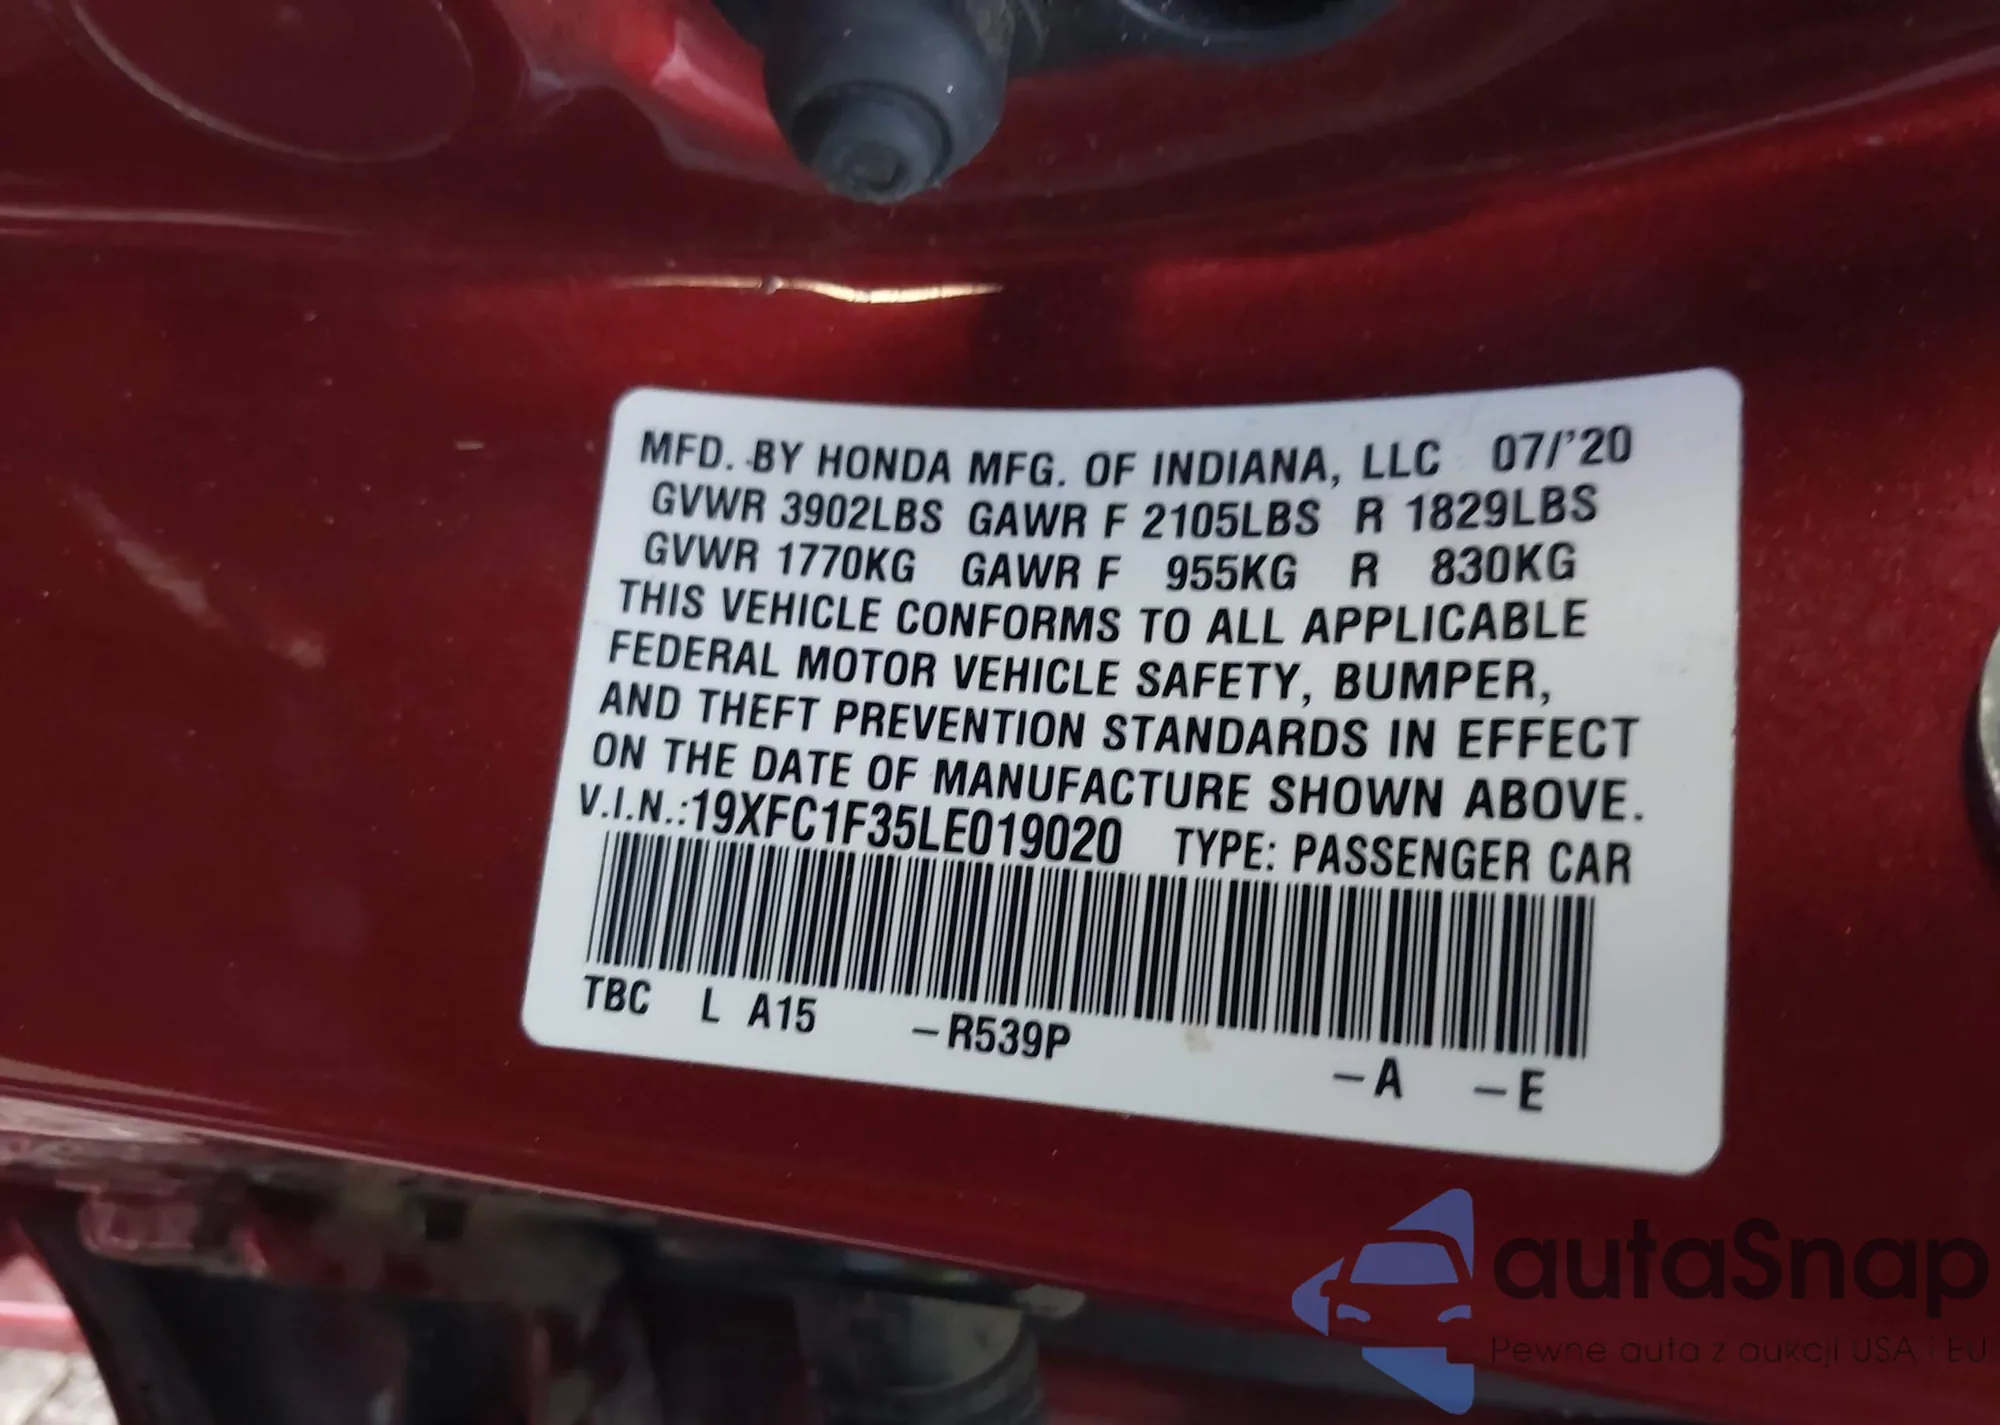 MFD. BY HONDA MFG. OF INDIANA, LLC 07/'20
GVWR 3902LBS GAWR F 2105LBS R 1829LBS
GVWR 1770KG GAWR F 955KG R 830KG
THIS VEHICLE CONFORMS TO ALL APPLICABLE
FEDERAL MOTOR VEHICLE SAFETY, BUMPER,
AND THEFT PREVENTION STANDARDS IN EFFECT
ON THE DATE OF MANUFACTURE SHOWN ABOVE.
V.I.N.:19XFC1F35LE019020 TYPE: PASSENGER CAR
TBC L A15 –R539P –A –E
autaSnap
Pewne auta z aukcji USA i EU